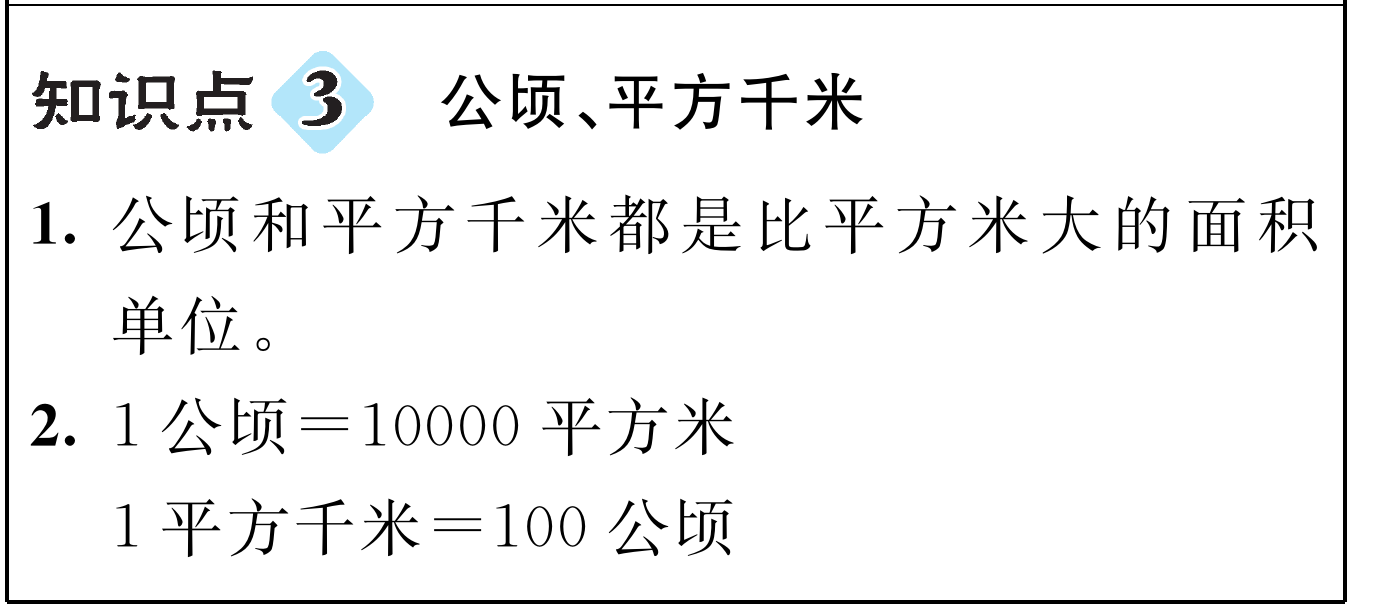 知识点 3 公顷、平方千米
1. 公顷和平方千米都是比平方米大的面积
单位。
2. 1 公顷＝10000 平方米
1 平方千米＝100 公顷